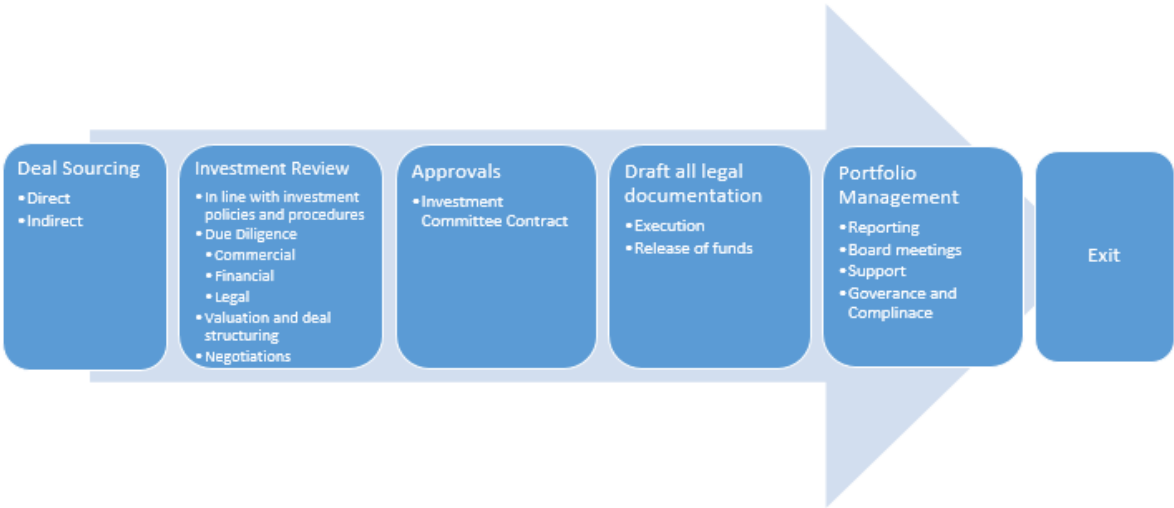 Deal Sourcing
•Direct
•Indirect
Investment Review
•In line with investment
policies and procedures
•Due Diligence
•Commercial
•Financial
•Legal
•Valuation and deal
structuring
•Negotiations
Approvals
•Investment
Committee Contract
Draft all legal
documentation
•Execution
•Release of funds
Portfolio
Management
•Reporting
•Board meetings
•Support
•Goverance and
Complinace
Exit